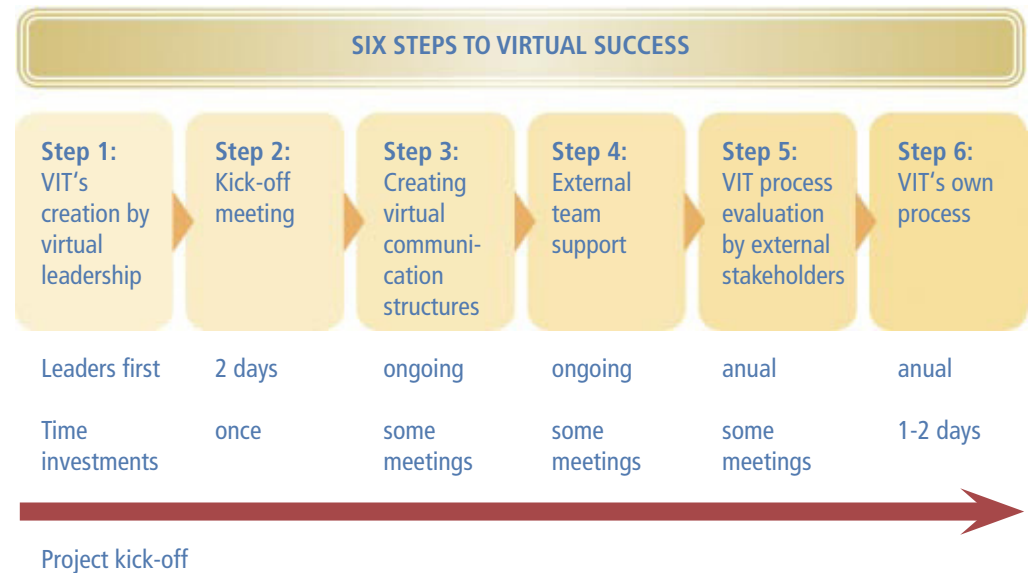 SIX STEPS TO VIRTUAL SUCCESS
Step 1:
VIT‘s
creation by
virtual
leadership
Step 2:
Kick-off
meeting
Step 3:
Creating
virtual
communi-
cation
structures
Step 4:
External
team
support
Step 5:
VIT process
evaluation
by external
stakeholders
Step 6:
VIT‘s own
process
Leaders first 2 days ongoing ongoing anual anual
Time
investments
once
some
meetings
some
meetings
some
meetings
1-2 days
Project kick-off